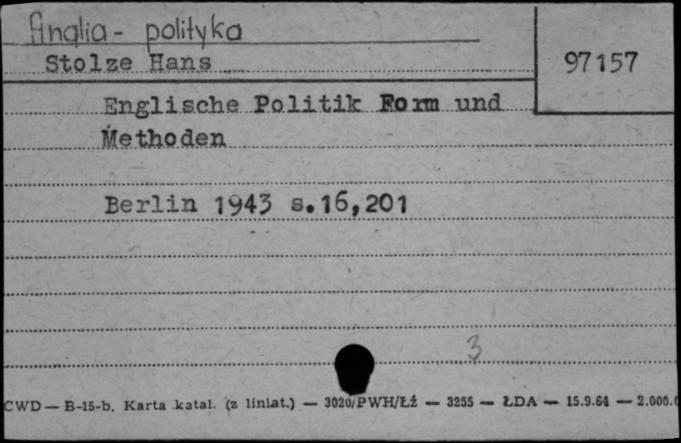 Anglia - polityka
Stolze Hans
97157
Englische Politik Form und
Methoden
Berlin 1943 s.16,201
3
CWD — B-15-b. Karta katal. (z liniat.) — 3020/PWH/Łź — 3255 — ŁDA — 15.9.64 — 2.000.0